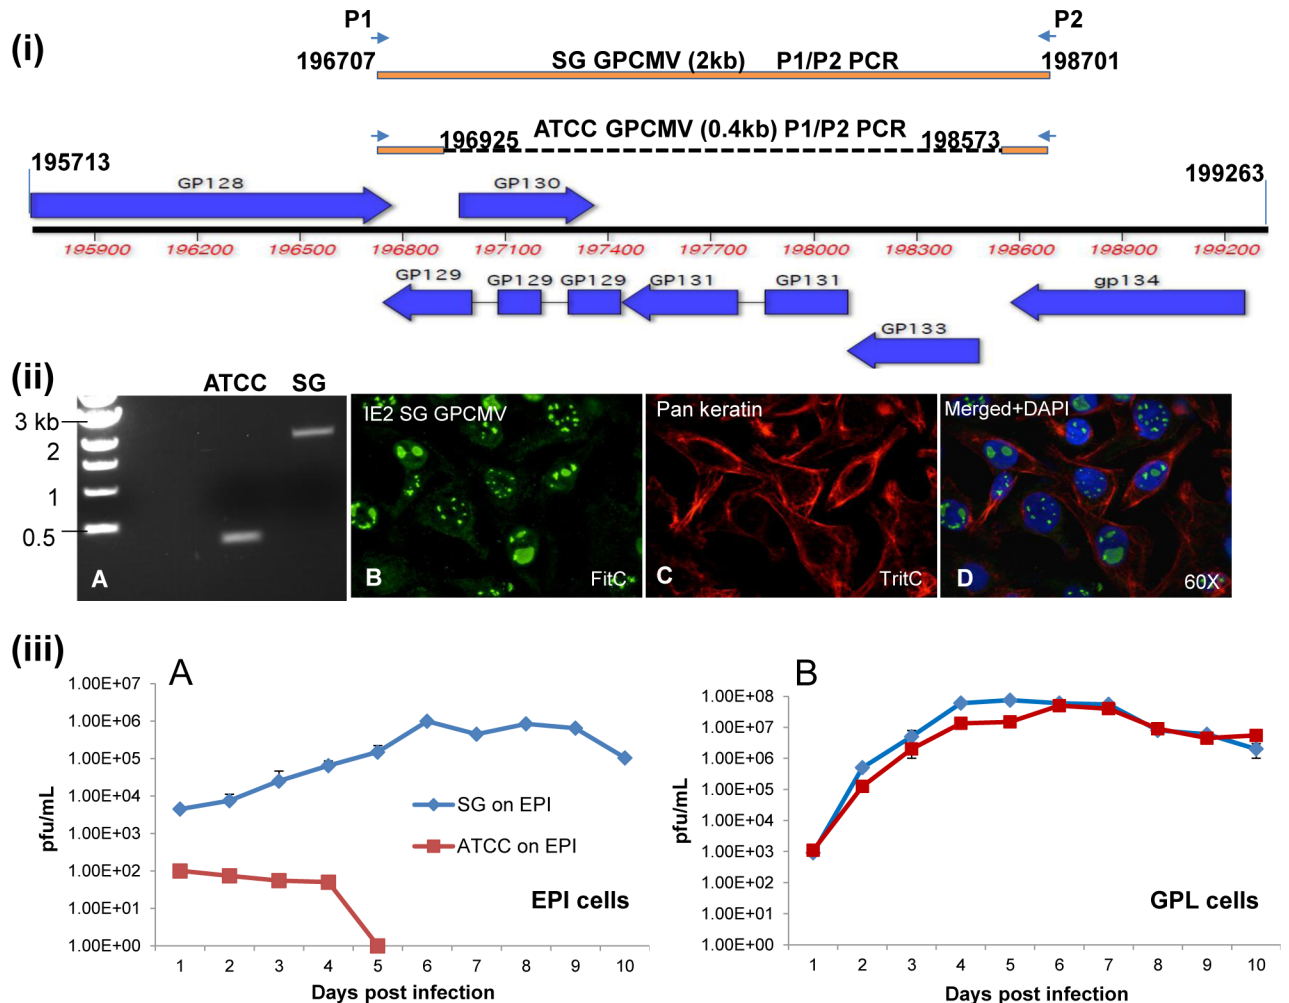 (i)
P1
P2
196707
SG GPCMV (2kb) P1/P2 PCR
198701
ATCC GPCMV (0.4kb) P1/P2 PCR
196925
198573
195713
199263
GP128
GP130
195900 196200 196500 196800 197100 197400 197700 198000 198300 198600 198900 199200
GP129 GP129 GP129 GP131 GP131 gp134
GP133
(ii)
ATCC SG
3 kb
2
1
0.5
A
IE2 SG GPCMV
B
FitC
Pan keratin
C
TritC
Merged+DAPI
D
60X
(iii)
A
1.00E+07
1.00E+06
1.00E+05
1.00E+04
1.00E+03
1.00E+02
1.00E+01
1.00E+00
pfu/mL
SG on EPI
ATCC on EPI
EPI cells
1 2 3 4 5 6 7 8 9 10
Days post infection
B
1.00E+08
1.00E+07
1.00E+06
1.00E+05
1.00E+04
1.00E+03
1.00E+02
1.00E+01
1.00E+00
pfu/mL
GPL cells
1 2 3 4 5 6 7 8 9 10
Days post infection